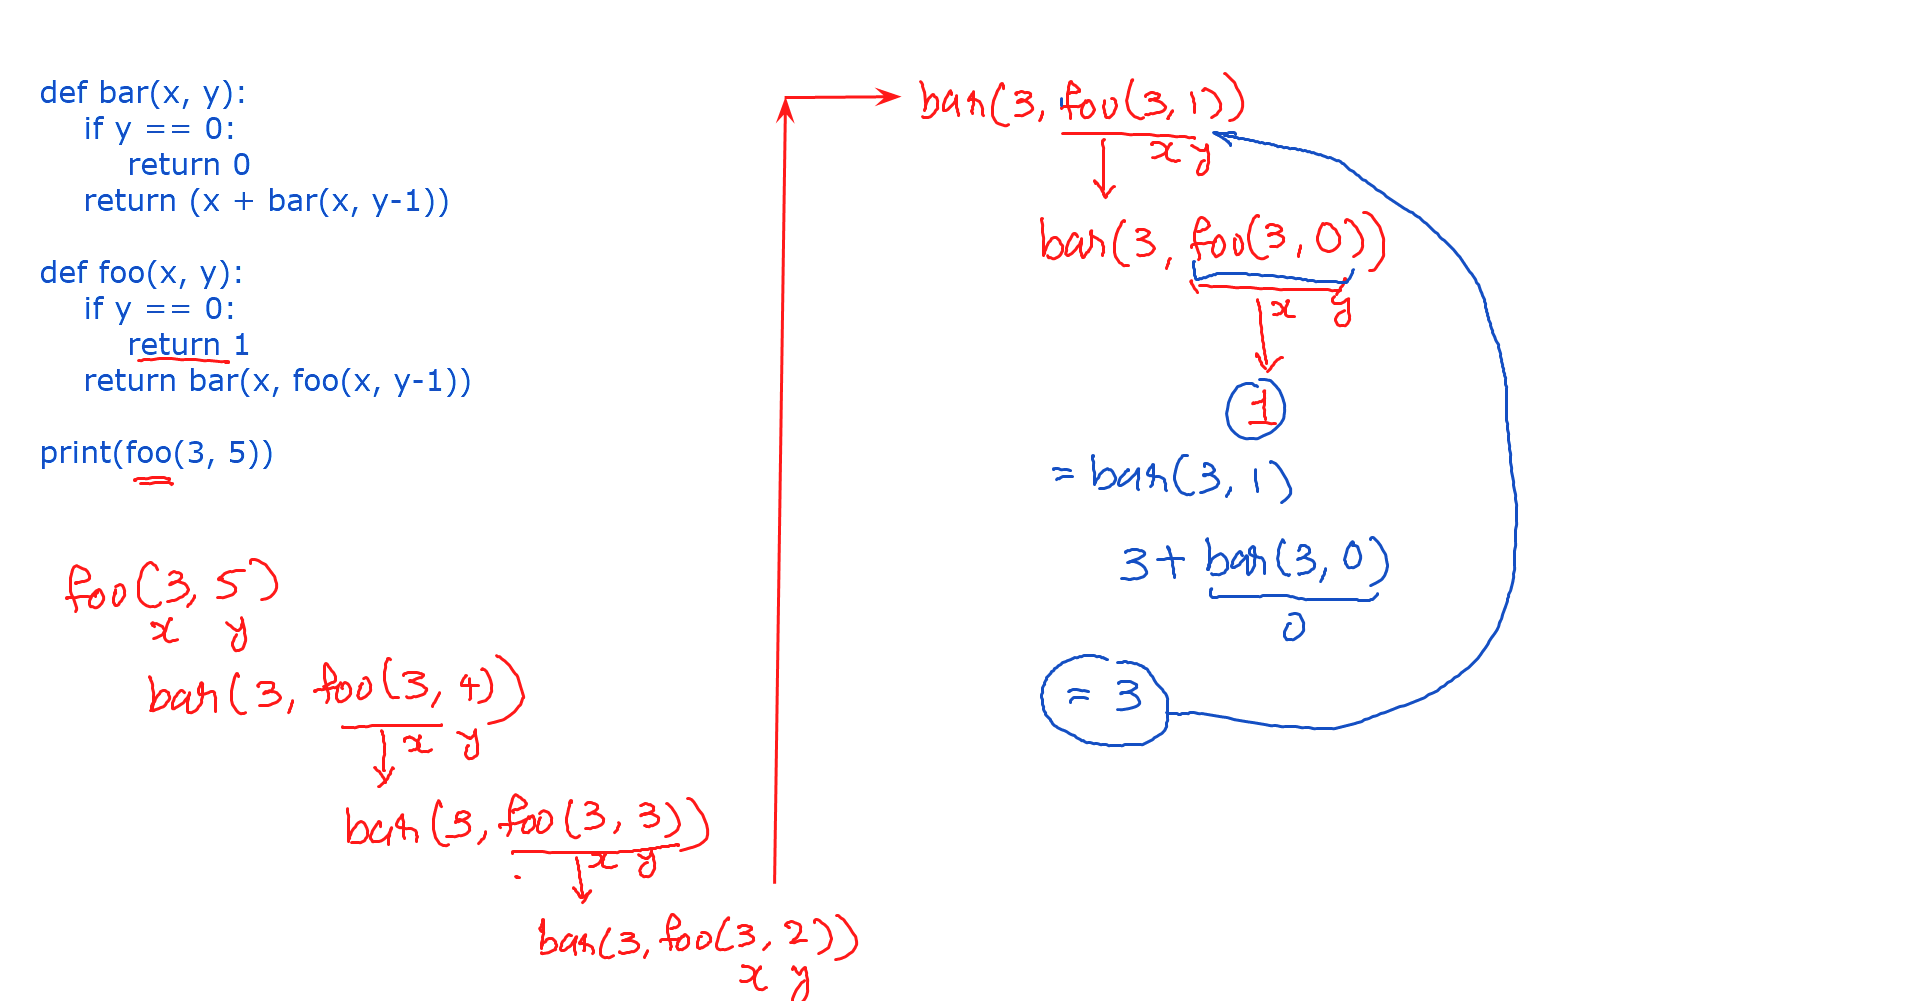 def bar(x, y):
if y == 0:
return 0
return (x + bar(x, y-1))
def foo(x, y):
if y == 0:
return 1
return bar(x, foo(x, y-1))
print(foo(3, 5))
foo(3, 5)
x y
bar(3, foo(3, 4))
x y
bar(3, foo(3, 3))
x y
bar(3, foo(3, 2))
x y
bar(3, foo(3, 1))
x y
bar(3, foo(3, 0))
x y
1
= bar(3, 1)
3 + bar(3, 0)
0
= 3